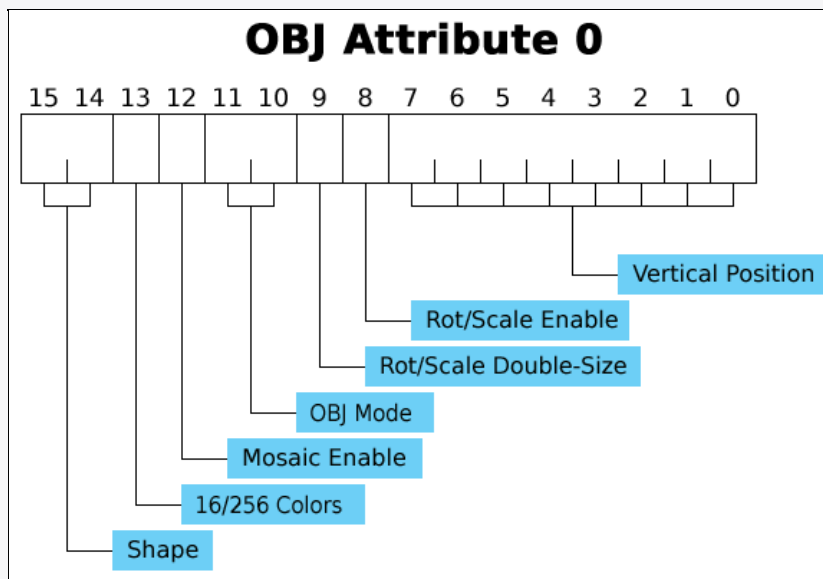 OBJ Attribute 0
15 14 13 12 11 10 9 8 7 6 5 4 3 2 1 0
Vertical Position
Rot/Scale Enable
Rot/Scale Double-Size
OBJ Mode
Mosaic Enable
16/256 Colors
Shape